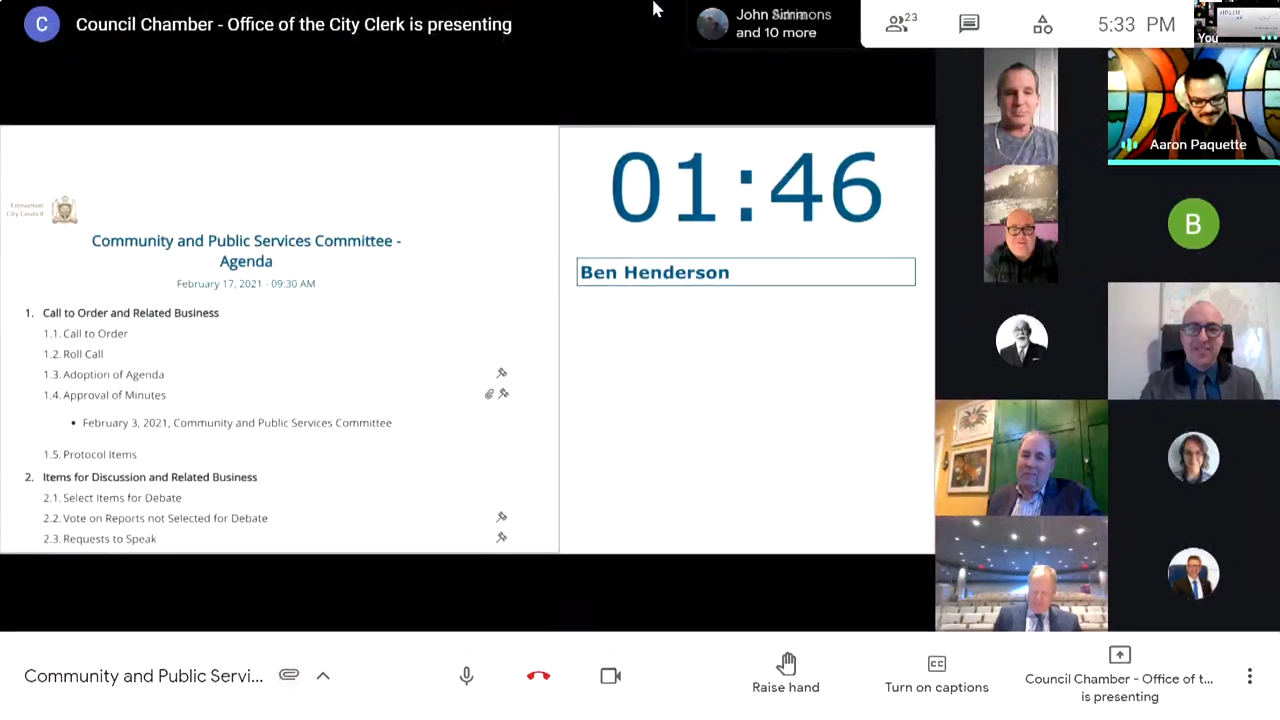 C
Council Chamber - Office of the City Clerk is presenting
John Simmons
and 10 more
23
5:33 PM
You
Aaron Paquette
B
Edmonton
City Council
Community and Public Services Committee -
Agenda
February 17, 2021 - 09:30 AM
1. Call to Order and Related Business
1.1. Call to Order
1.2. Roll Call
1.3. Adoption of Agenda
1.4. Approval of Minutes
• February 3, 2021, Community and Public Services Committee
1.5. Protocol Items
2. Items for Discussion and Related Business
2.1. Select Items for Debate
2.2. Vote on Reports not Selected for Debate
2.3. Requests to Speak
01:46
Ben Henderson
Community and Public Servi...
Raise hand
CC
Turn on captions
Council Chamber - Office of t...
is presenting